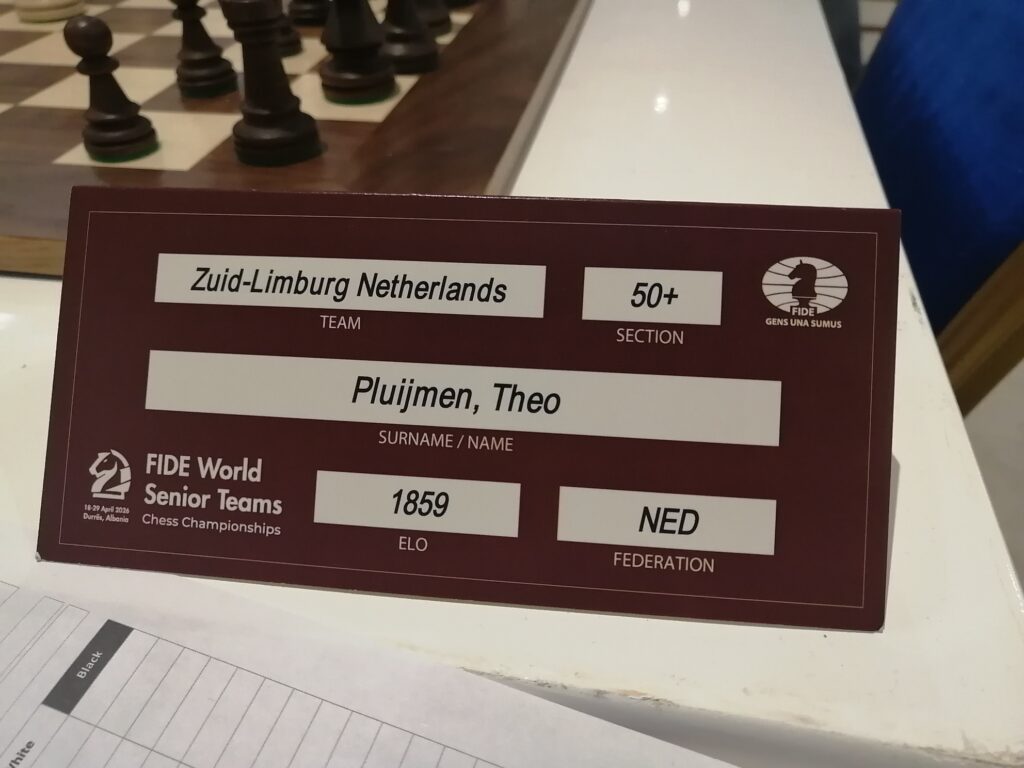 Zuid-Limburg Netherlands
TEAM
50+
SECTION
FIDE
GENS UNA SUMUS
Pluijmen, Theo
SURNAME / NAME
FIDE World
Senior Teams
Chess Championships
18-29 April 2026
Durrës, Albania
1859
ELO
NED
FEDERATION
Black
White